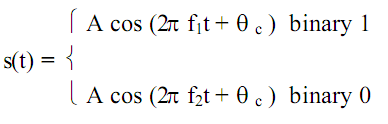 ⎧ A cos (2π f₁t + θ c ) binary 1
s(t) = ⎨
⎩ A cos (2π f₂t + θ c ) binary 0